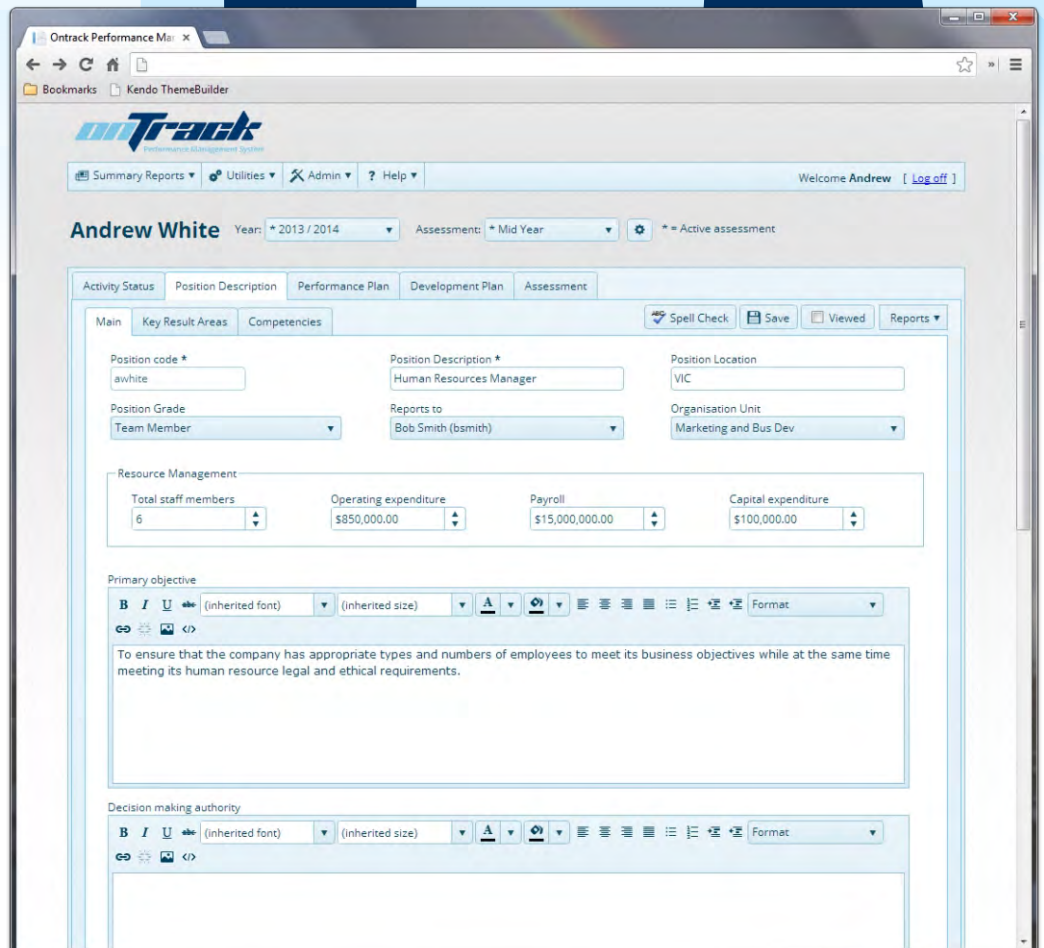 Ontrack Performance Mar ×
Bookmarks Kendo ThemeBuilder
onTrack
Performance Management System
Summary Reports Utilities Admin ? Help Welcome Andrew [ Log off ]
Andrew White Year: * 2013 / 2014 Assessment: * Mid Year * = Active assessment
Activity Status Position Description Performance Plan Development Plan Assessment
Main Key Result Areas Competencies ABC Spell Check Save Viewed Reports
Position code * Position Description * Position Location
awhite Human Resources Manager VIC
Position Grade Reports to Organisation Unit
Team Member Bob Smith (bsmith) Marketing and Bus Dev
Resource Management
Total staff members Operating expenditure Payroll Capital expenditure
6 $850,000.00 $15,000,000.00 $100,000.00
Primary objective
B I U abc (inherited font) (inherited size) A Format
To ensure that the company has appropriate types and numbers of employees to meet its business objectives while at the same time
meeting its human resource legal and ethical requirements.
Decision making authority
B I U abc (inherited font) (inherited size) A Format